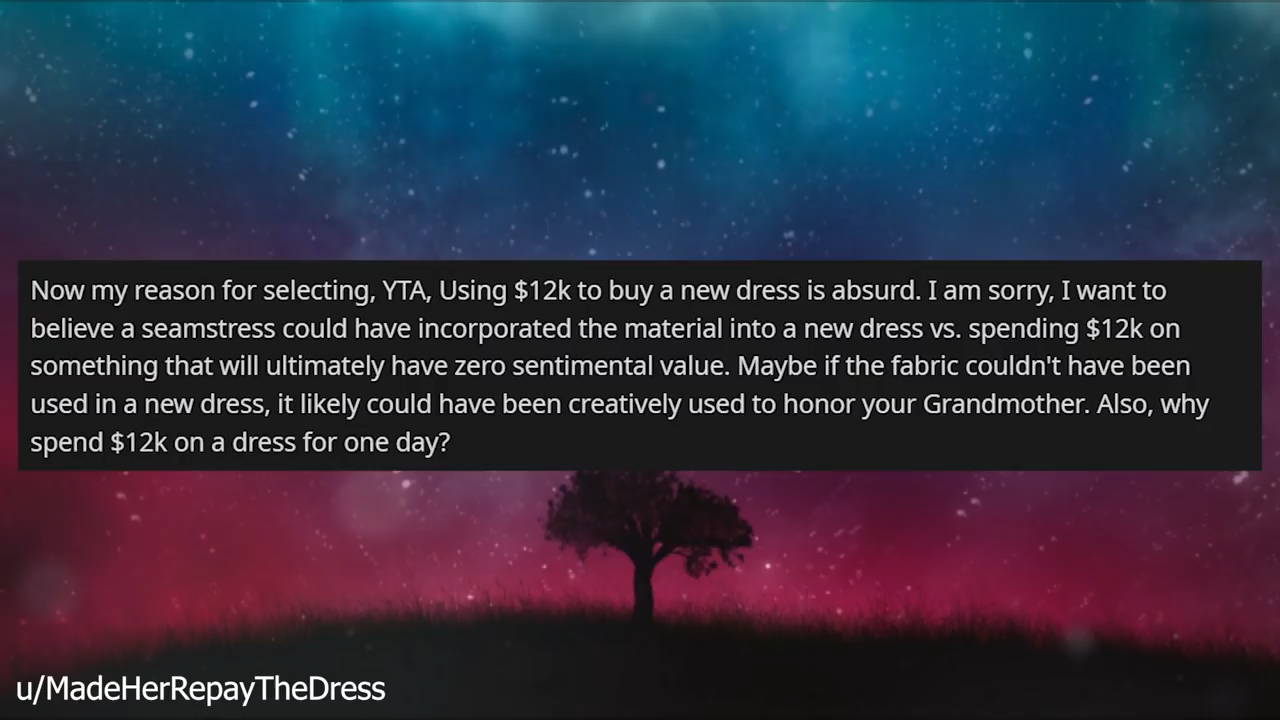 Now my reason for selecting, YTA, Using $12k to buy a new dress is absurd. I am sorry, I want to
believe a seamstress could have incorporated the material into a new dress vs. spending $12k on
something that will ultimately have zero sentimental value. Maybe if the fabric couldn't have been
used in a new dress, it likely could have been creatively used to honor your Grandmother. Also, why
spend $12k on a dress for one day?
u/MadeHerRepayTheDress